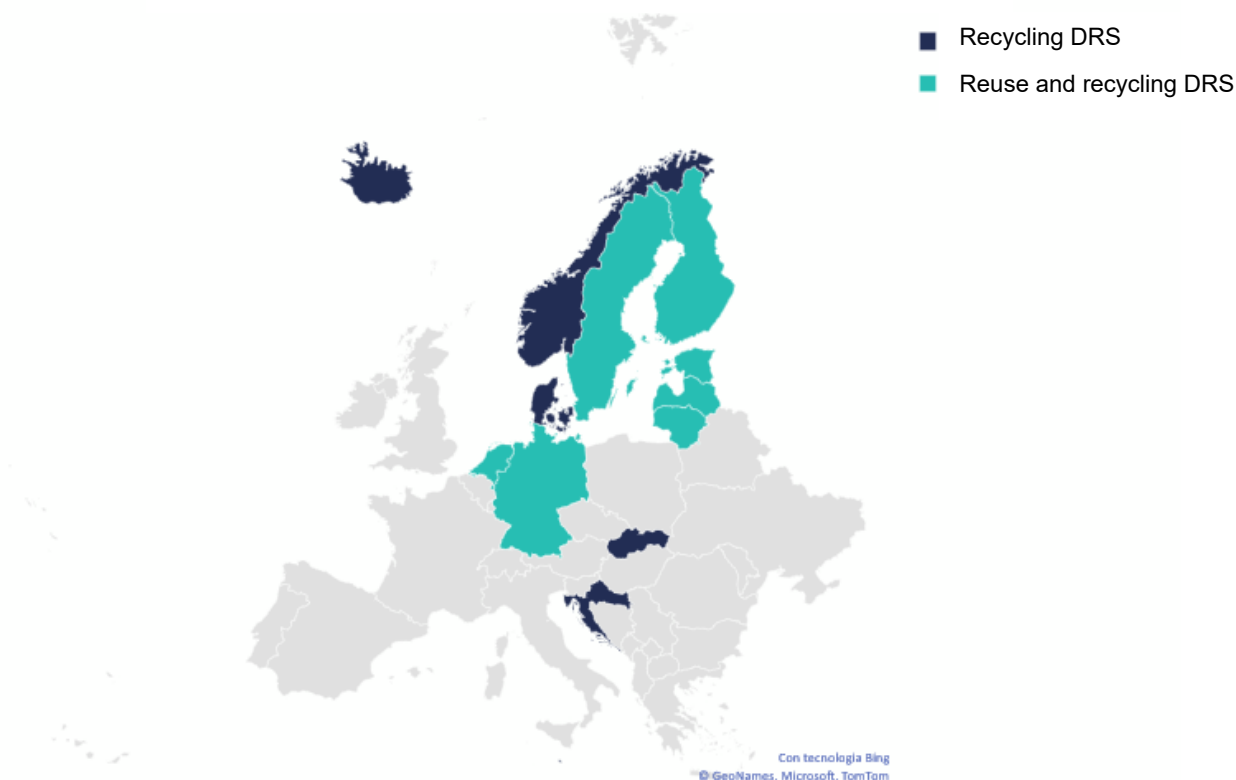 Recycling DRS
Reuse and recycling DRS
Con tecnologia Bing
© GeoNames, Microsoft, TomTom